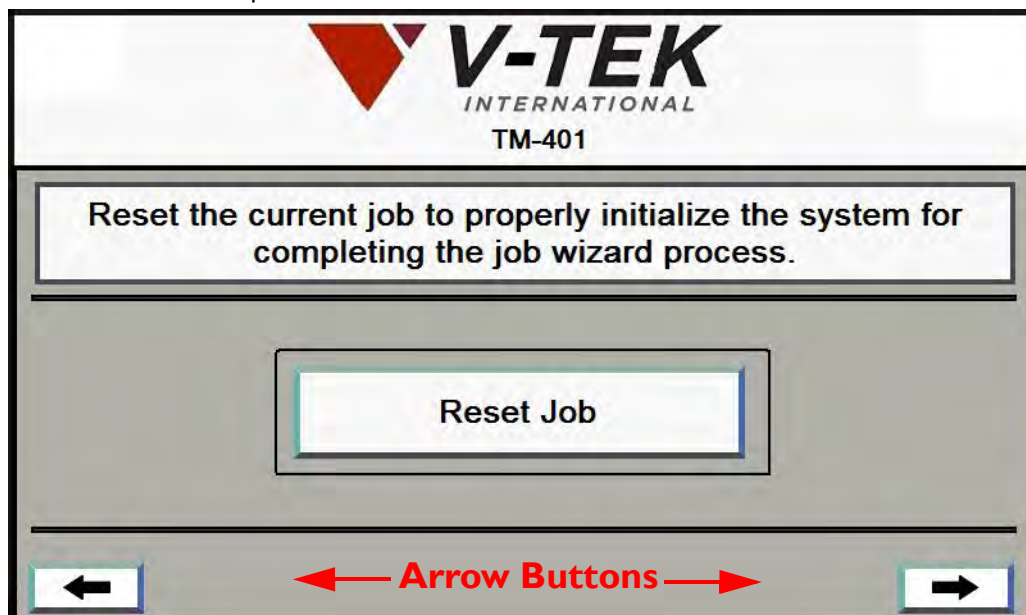 V-TEK
INTERNATIONAL
TM-401
Reset the current job to properly initialize the system for
completing the job wizard process.
Reset Job
Arrow Buttons